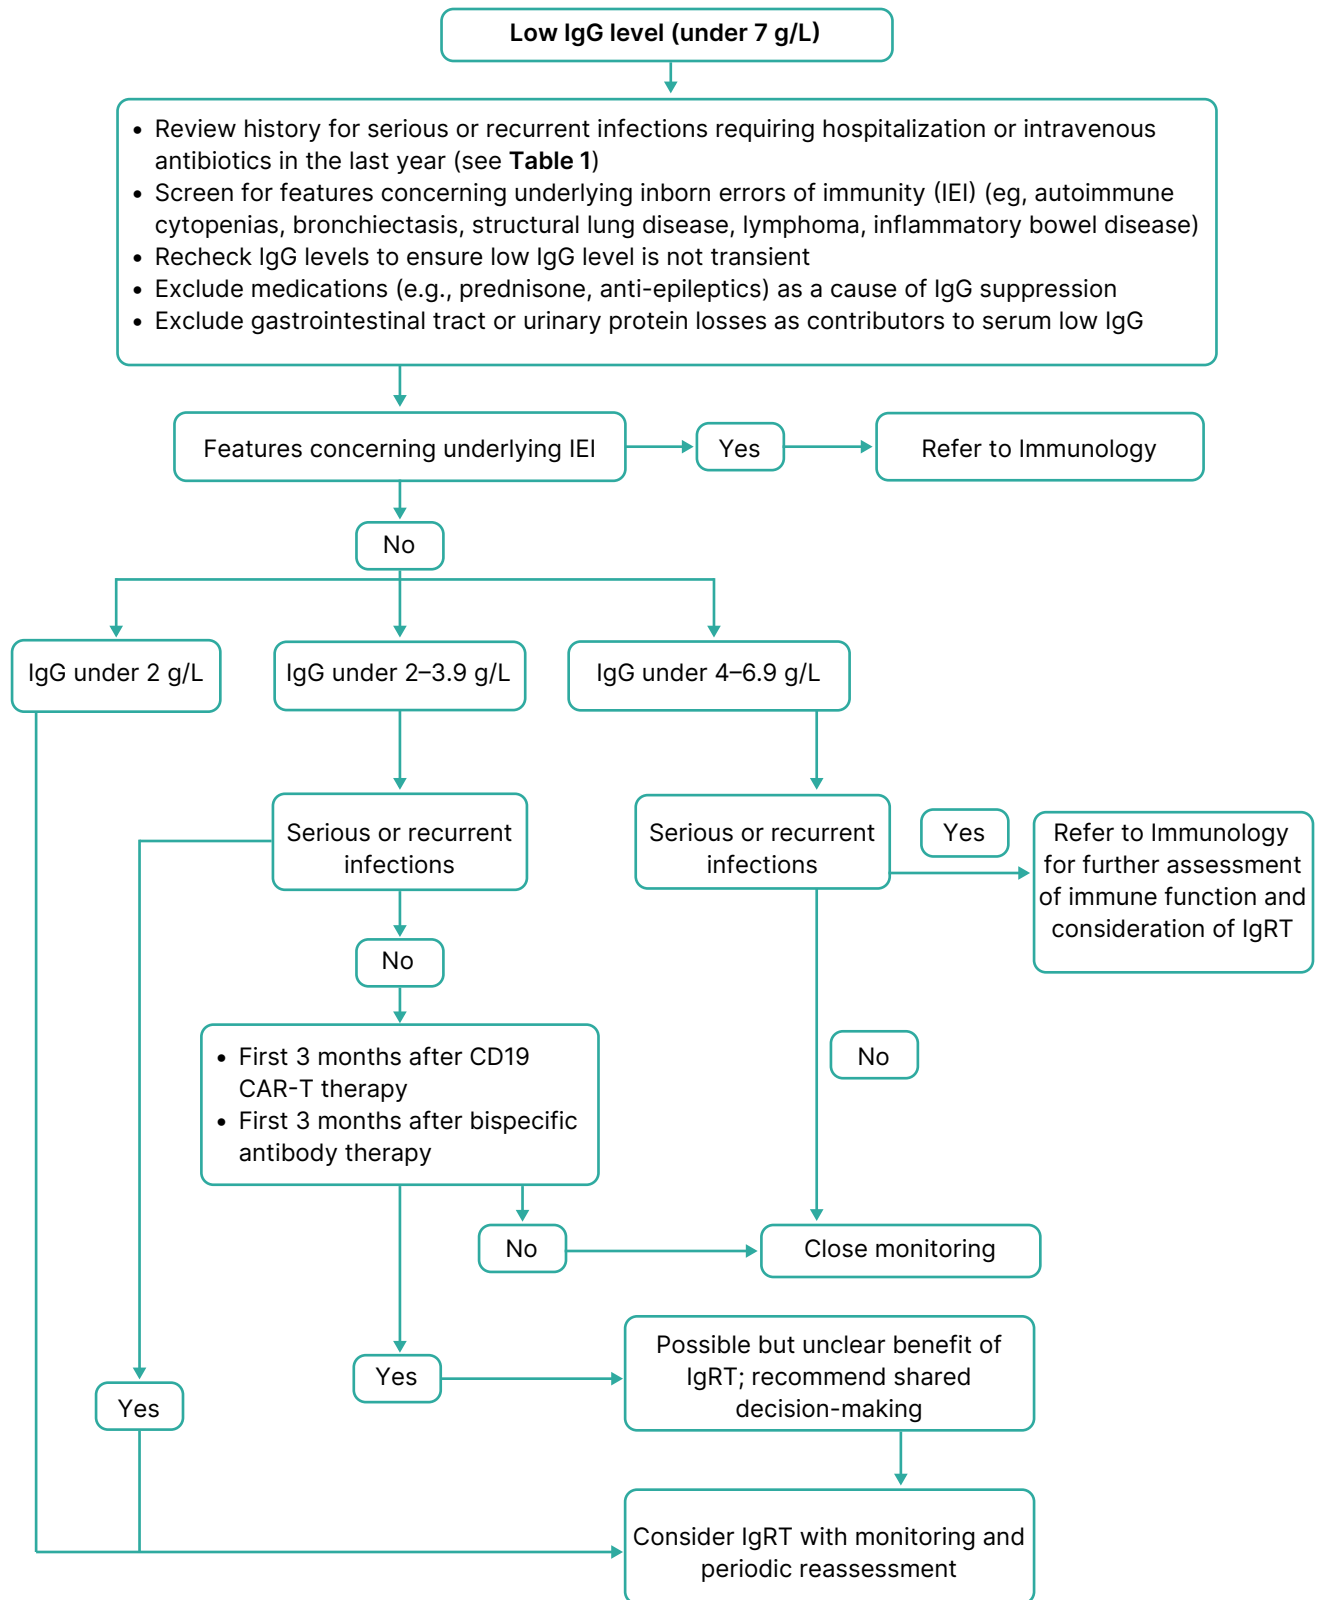 Low IgG level (under 7 g/L)
• Review history for serious or recurrent infections requiring hospitalization or intravenous
antibiotics in the last year (see Table 1)
• Screen for features concerning underlying inborn errors of immunity (IEI) (eg, autoimmune
cytopenias, bronchiectasis, structural lung disease, lymphoma, inflammatory bowel disease)
• Recheck IgG levels to ensure low IgG level is not transient
• Exclude medications (e.g., prednisone, anti-epileptics) as a cause of IgG suppression
• Exclude gastrointestinal tract or urinary protein losses as contributors to serum low IgG
Features concerning underlying IEI
Yes
Refer to Immunology
No
IgG under 2 g/L
IgG under 2–3.9 g/L
IgG under 4–6.9 g/L
Serious or recurrent
infections
Serious or recurrent
infections
Yes
Refer to Immunology
for further assessment
of immune function and
consideration of IgRT
No
• First 3 months after CD19
CAR-T therapy
• First 3 months after bispecific
antibody therapy
No
No
Close monitoring
Possible but unclear benefit of
IgRT; recommend shared
decision-making
Yes
Yes
Consider IgRT with monitoring and
periodic reassessment